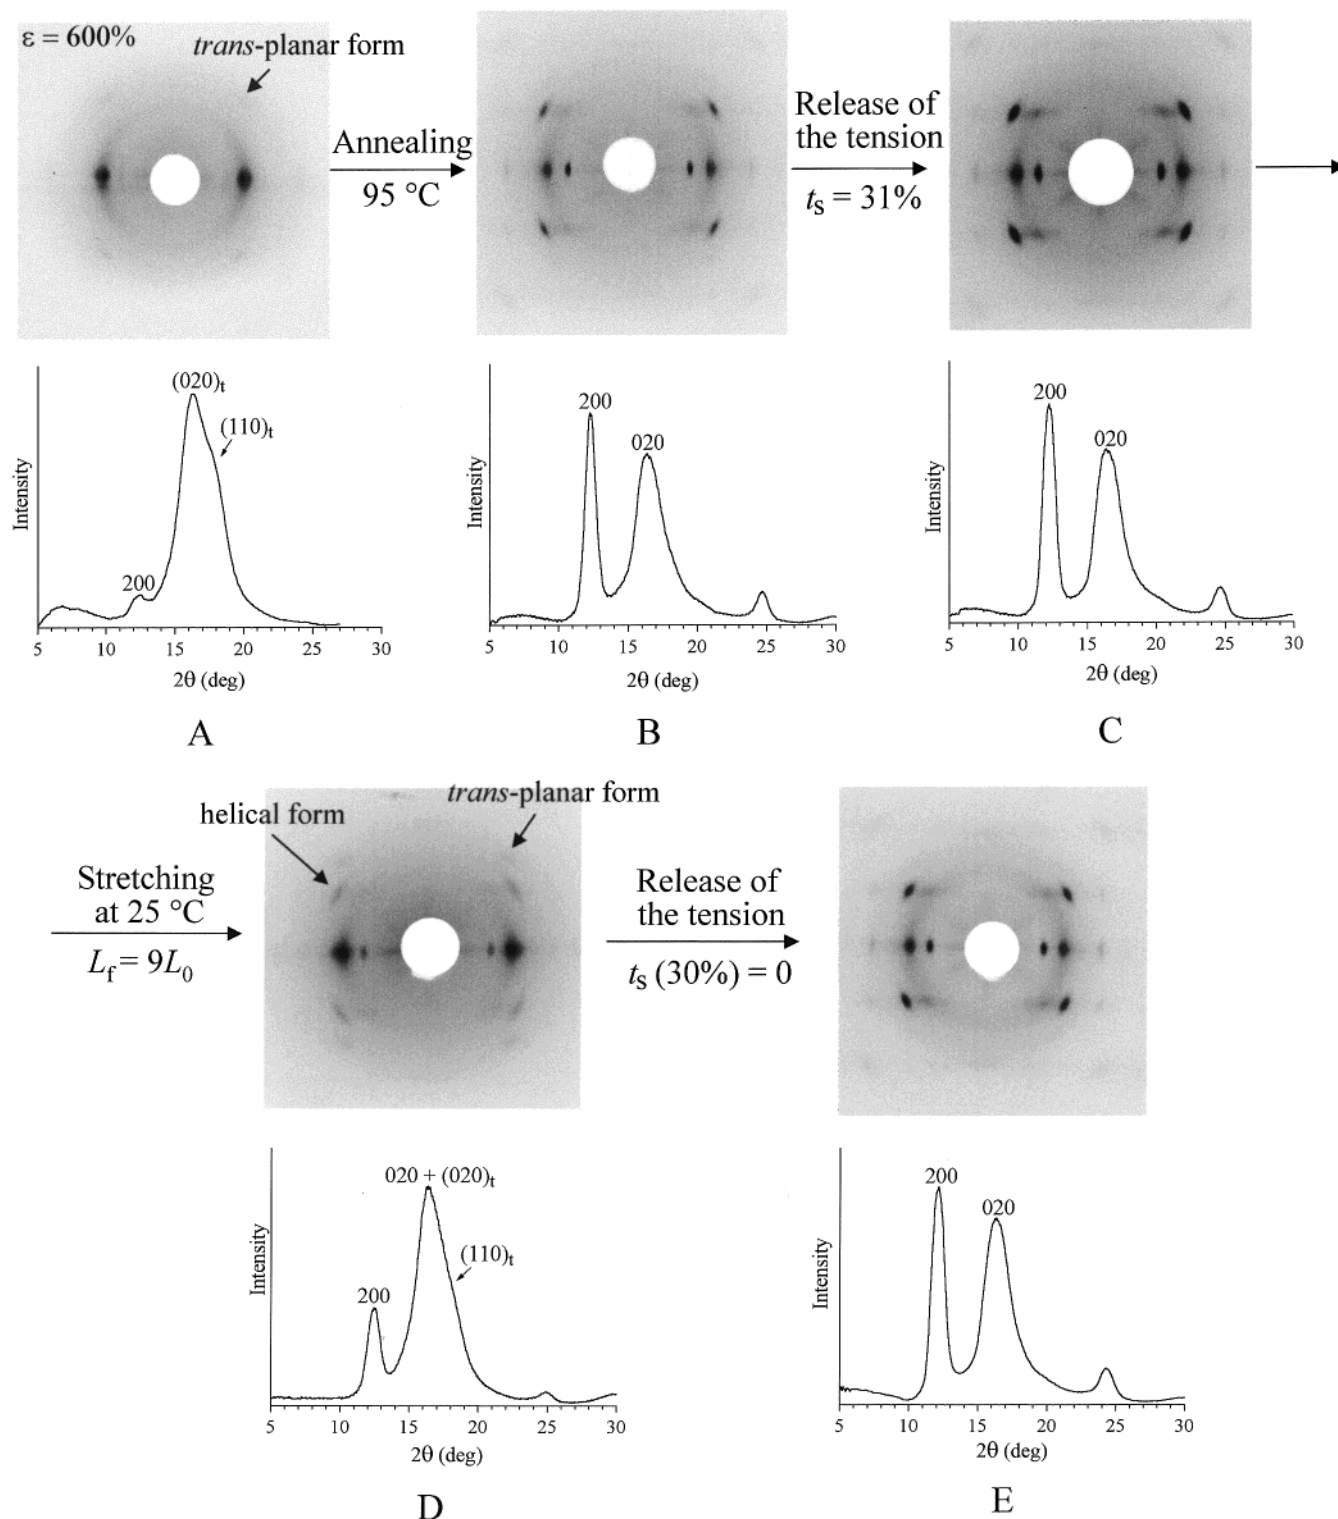 ε = 600%
trans-planar form
Annealing
95 °C
Release of
the tension
tₛ = 31%
Intensity
(020)ₜ
(110)ₜ
200
5 10 15 20 25 30
2θ (deg)
A
Intensity
200
020
5 10 15 20 25 30
2θ (deg)
B
Intensity
200
020
5 10 15 20 25 30
2θ (deg)
C
Stretching
at 25 °C
L_f = 9L₀
helical form
trans-planar form
Release of
the tension
tₛ (30%) = 0
Intensity
020 + (020)ₜ
(110)ₜ
200
5 10 15 20 25 30
2θ (deg)
D
Intensity
200
020
5 10 15 20 25 30
2θ (deg)
E